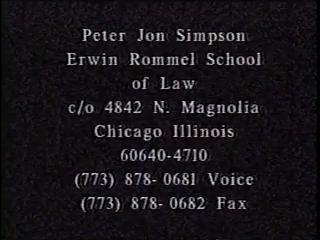 Peter Jon Simpson
Erwin Rommel School
of Law
c/o 4842 N. Magnolia
Chicago Illinois
60640-4710
(773) 878-0681 Voice
(773) 878-0682 Fax